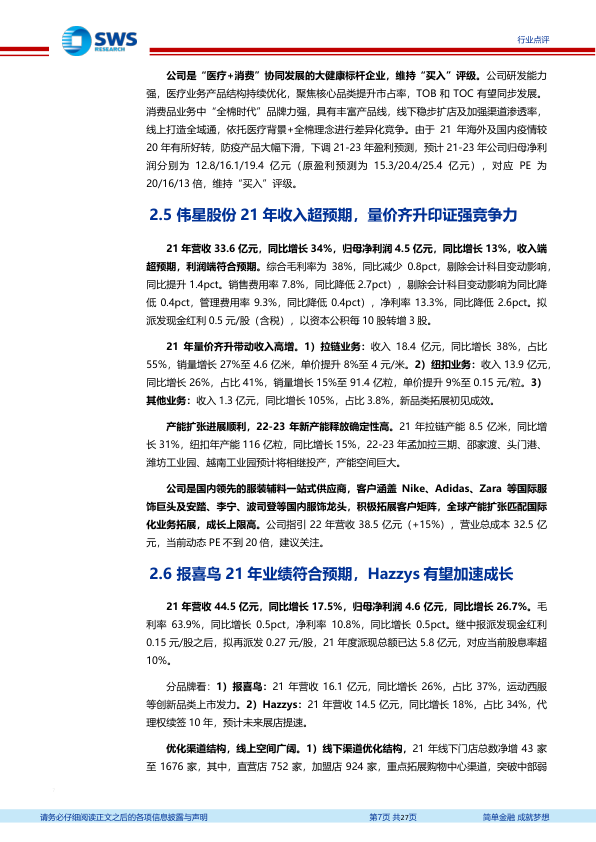 SWS
RESEARCH
行业点评
公司是“医疗+消费”协同发展的大健康标杆企业，维持“买入”评级。公司研发能力
强，医疗业务产品结构持续优化，聚焦核心品类提升市占率，TOB 和 TOC 有望同步发展。
消费品业务中“全棉时代”品牌力强，具有丰富产品线，线下稳步扩店及加强渠道渗透率，
线上打造全域通，依托医疗背景+全棉理念进行差异化竞争。由于 21 年海外及国内疫情较
20 年有所好转，防疫产品大幅下滑，下调 21-23 年盈利预测，预计 21-23 年公司归母净利
润分别为 12.8/16.1/19.4 亿元（原盈利预测为 15.3/20.4/25.4 亿元），对应 PE 为
20/16/13 倍，维持“买入”评级。
2.5 伟星股份 21 年收入超预期，量价齐升印证强竞争力
21 年营收 33.6 亿元，同比增长 34%，归母净利润 4.5 亿元，同比增长 13%，收入端
超预期，利润端符合预期。综合毛利率为 38%，同比减少 0.8pct，剔除会计科目变动影响，
同比提升 1.4pct。销售费用率 7.8%，同比降低 2.7pct），剔除会计科目变动影响为同比降
低 0.4pct，管理费用率 9.3%，同比降低 0.4pct），净利率 13.3%，同比降低 2.6pct。拟
派发现金红利 0.5 元/股（含税），以资本公积每 10 股转增 3 股。
21 年量价齐升带动收入高增。1）拉链业务：收入 18.4 亿元，同比增长 38%，占比
55%，销量增长 27%至 4.6 亿米，单价提升 8%至 4 元/米。2）纽扣业务：收入 13.9 亿元，
同比增长 26%，占比 41%，销量增长 15%至 91.4 亿粒，单价提升 9%至 0.15 元/粒。3）
其他业务：收入 1.3 亿元，同比增长 105%，占比 3.8%，新品类拓展初见成效。
产能扩张进展顺利，22-23 年新产能释放确定性高。21 年拉链产能 8.5 亿米，同比增
长 31%，纽扣年产能 116 亿粒，同比增长 15%，22-23 年孟加拉三期、邵家渡、头门港、
潍坊工业园、越南工业园预计将相继投产，产能空间巨大。
公司是国内领先的服装辅料一站式供应商，客户涵盖 Nike、Adidas、Zara 等国际服
饰巨头及安踏、李宁、波司登等国内服饰龙头，积极拓展客户矩阵，全球产能扩张匹配国际
化业务拓展，成长上限高。公司指引 22 年营收 38.5 亿元（+15%），营业总成本 32.5 亿
元，当前动态 PE 不到 20 倍，建议关注。
2.6 报喜鸟 21 年业绩符合预期，Hazzys 有望加速成长
21 年营收 44.5 亿元，同比增长 17.5%，归母净利润 4.6 亿元，同比增长 26.7%。毛
利率 63.9%，同比增长 0.5pct，净利率 10.8%，同比增长 0.5pct。继中报派发现金红利
0.15 元/股之后，拟再派发 0.27 元/股，21 年度派现总额已达 5.8 亿元，对应当前股息率超
10%。
分品牌看：1）报喜鸟：21 年营收 16.1 亿元，同比增长 26%，占比 37%，运动西服
等创新品类上市发力。2）Hazzys：21 年营收 14.5 亿元，同比增长 18%，占比 34%，代
理权续签 10 年，预计未来展店提速。
优化渠道结构，线上空间广阔。1）线下渠道优化结构，21 年线下门店总数净增 43 家
至 1676 家，其中，直营店 752 家，加盟店 924 家，重点拓展购物中心渠道，突破中部弱
请务必仔细阅读正文之后的各项信息披露与声明
第7页 共27页
简单金融 成就梦想